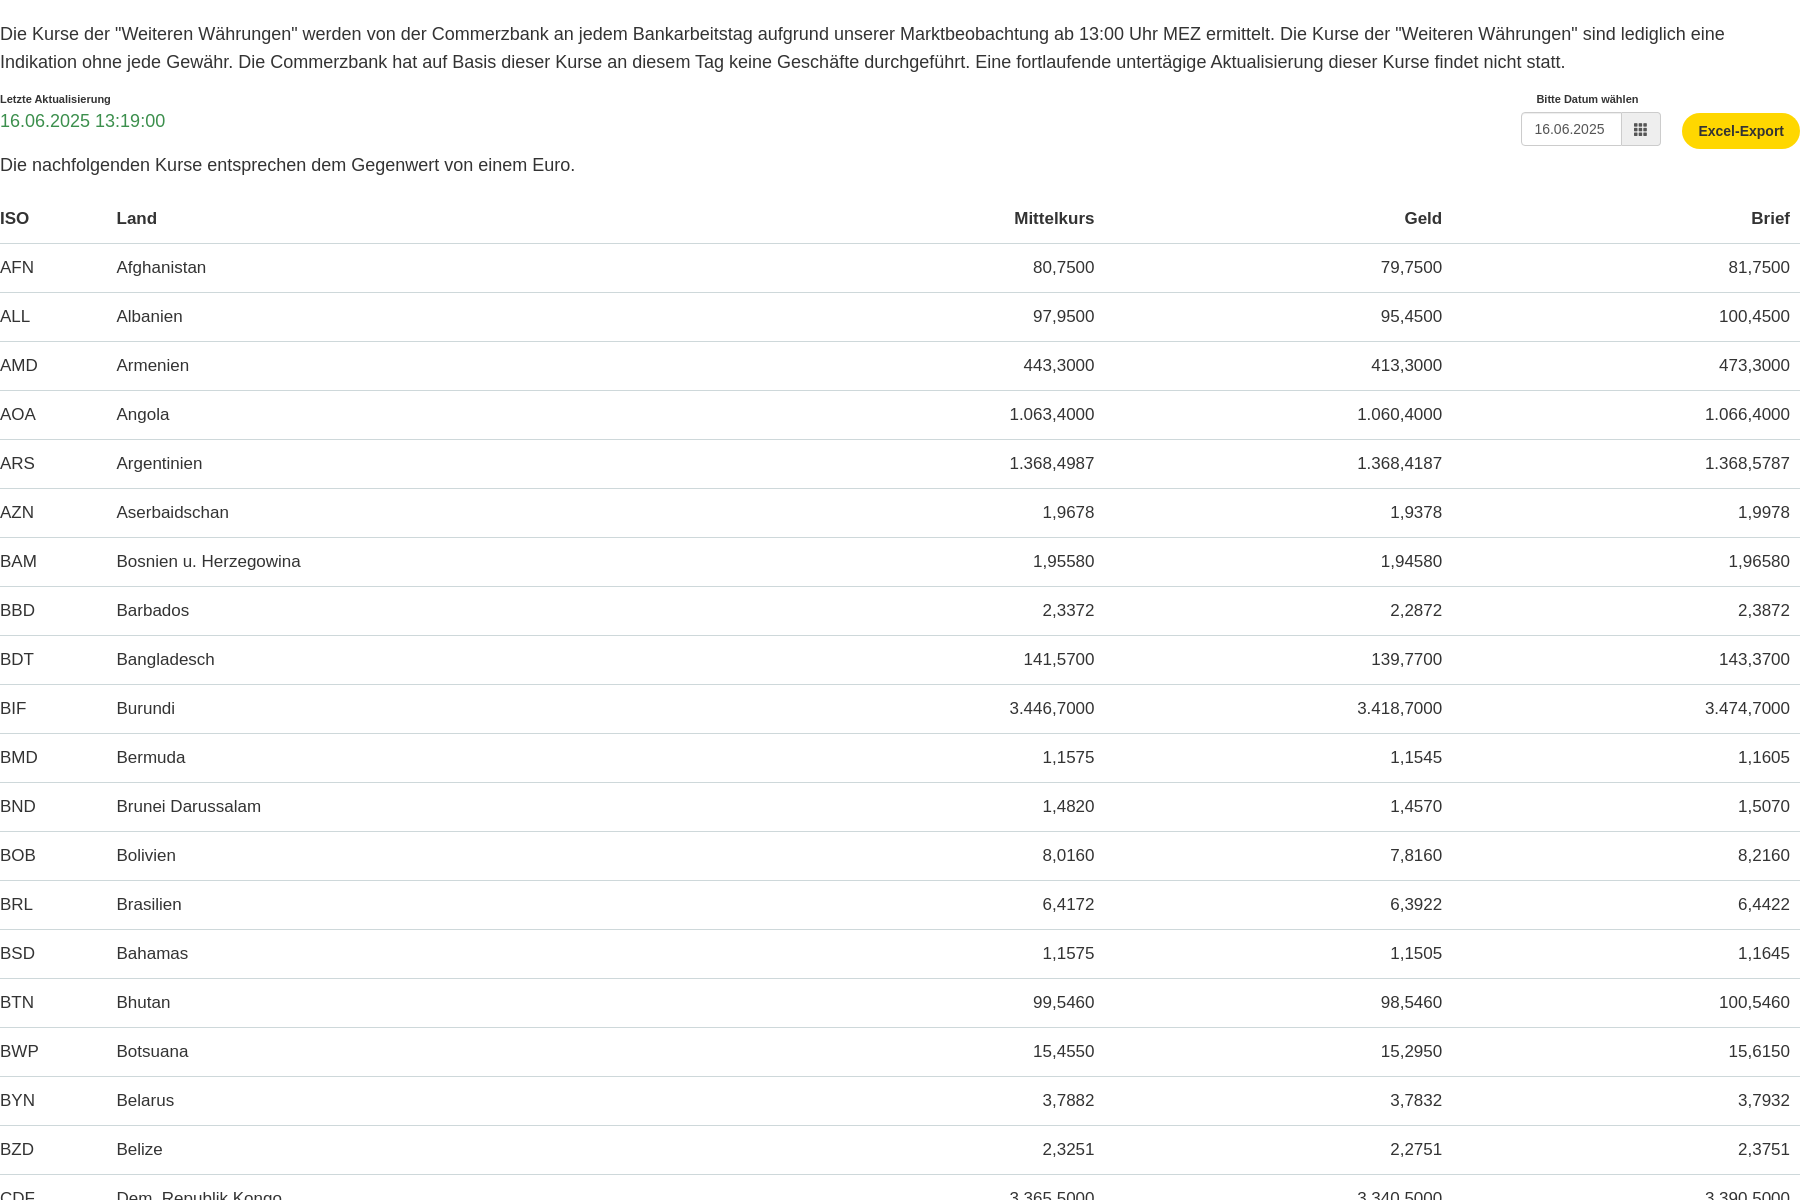 Die Kurse der "Weiteren Währungen" werden von der Commerzbank an jedem Bankarbeitstag aufgrund unserer Marktbeobachtung ab 13:00 Uhr MEZ ermittelt. Die Kurse der "Weiteren Währungen" sind lediglich eine
Indikation ohne jede Gewähr. Die Commerzbank hat auf Basis dieser Kurse an diesem Tag keine Geschäfte durchgeführt. Eine fortlaufende untertägige Aktualisierung dieser Kurse findet nicht statt.
Letzte Aktualisierung
16.06.2025 13:19:00
Bitte Datum wählen
16.06.2025
Excel-Export
Die nachfolgenden Kurse entsprechen dem Gegenwert von einem Euro.
ISO Land Mittelkurs Geld Brief
AFN Afghanistan 80,7500 79,7500 81,7500
ALL Albanien 97,9500 95,4500 100,4500
AMD Armenien 443,3000 413,3000 473,3000
AOA Angola 1.063,4000 1.060,4000 1.066,4000
ARS Argentinien 1.368,4987 1.368,4187 1.368,5787
AZN Aserbaidschan 1,9678 1,9378 1,9978
BAM Bosnien u. Herzegowina 1,95580 1,94580 1,96580
BBD Barbados 2,3372 2,2872 2,3872
BDT Bangladesch 141,5700 139,7700 143,3700
BIF Burundi 3.446,7000 3.418,7000 3.474,7000
BMD Bermuda 1,1575 1,1545 1,1605
BND Brunei Darussalam 1,4820 1,4570 1,5070
BOB Bolivien 8,0160 7,8160 8,2160
BRL Brasilien 6,4172 6,3922 6,4422
BSD Bahamas 1,1575 1,1505 1,1645
BTN Bhutan 99,5460 98,5460 100,5460
BWP Botsuana 15,4550 15,2950 15,6150
BYN Belarus 3,7882 3,7832 3,7932
BZD Belize 2,3251 2,2751 2,3751
CDF Dem. Republik Kongo 3.365,5000 3.340,5000 3.390,5000